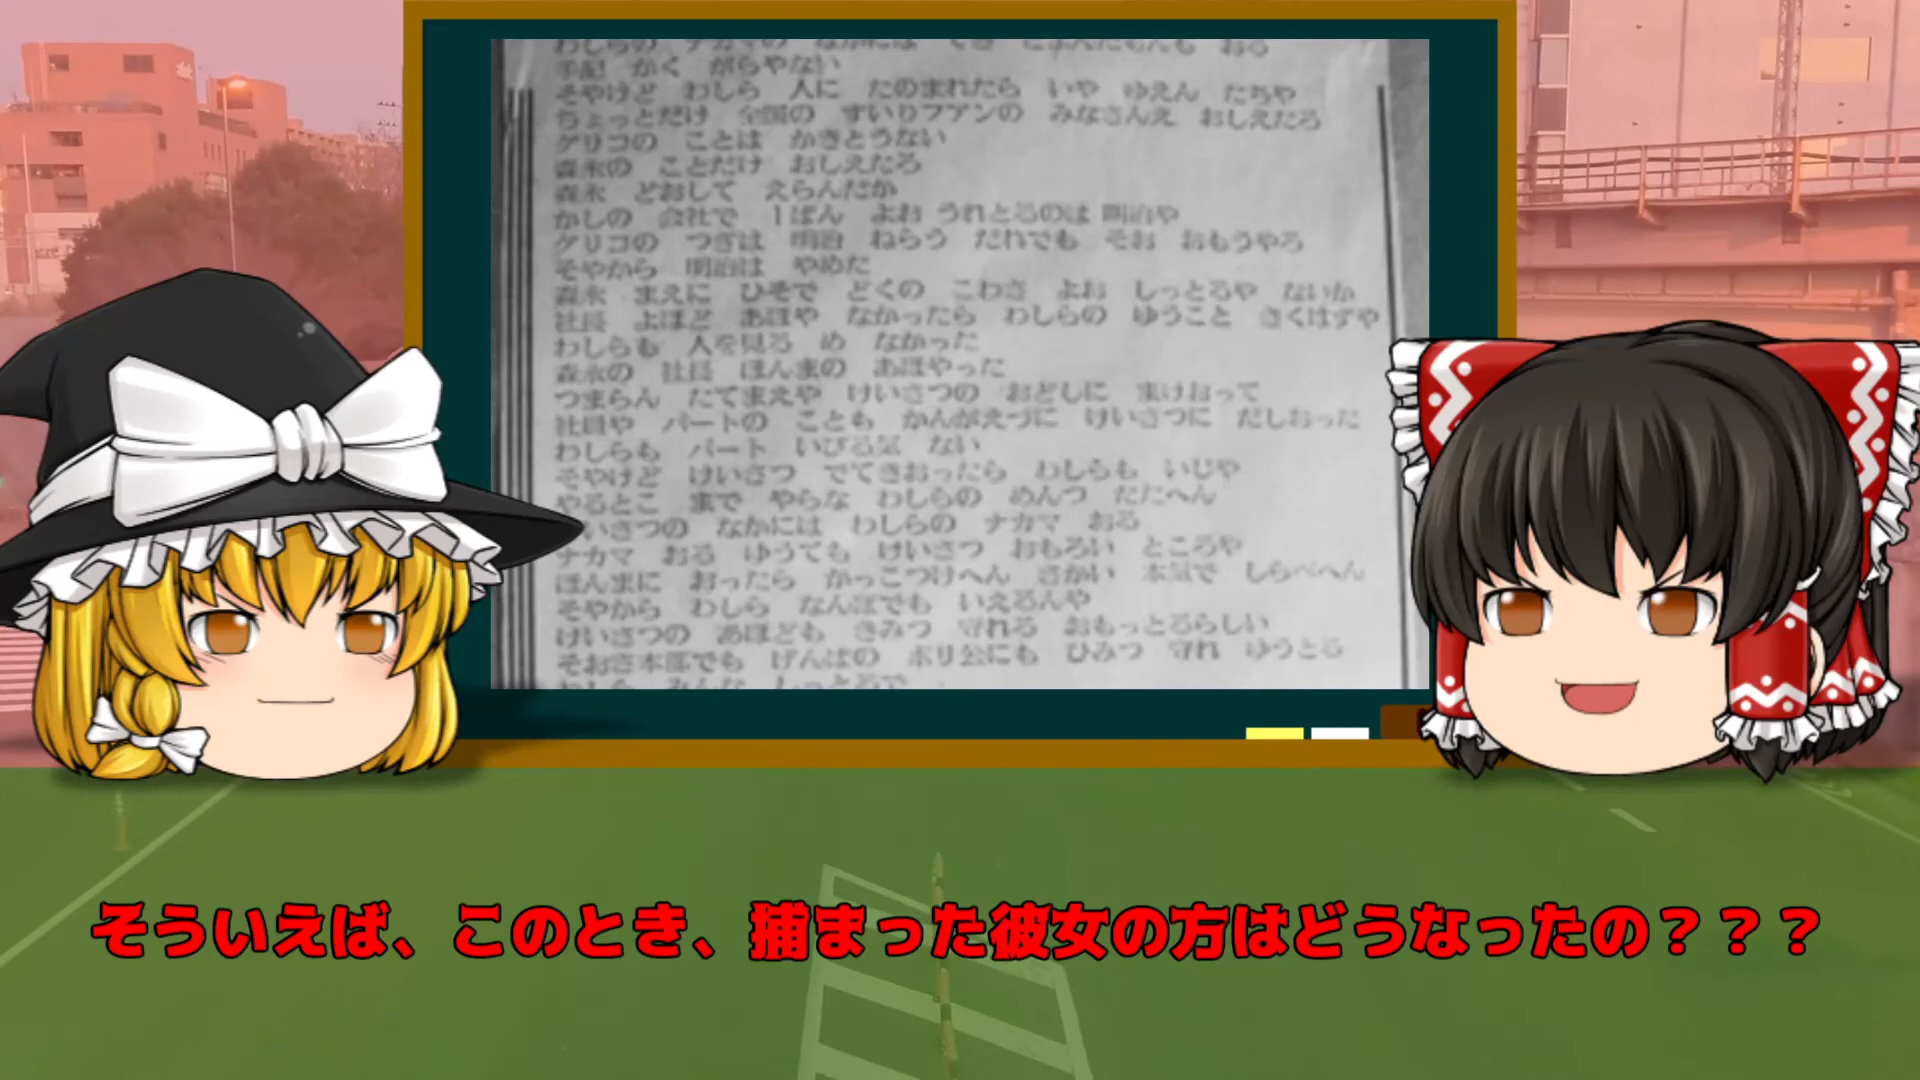 わしらの ナカマの なかには てき こまんたもんも おる
手記 かく がらやない
そやけど わしら 人に たのまれたら いや ゆえん たちや
ちょっとだけ 全国の すいりフアンの みなさんえ おしえたろ
グリコの ことは かきとうない
森永の ことだけ おしえたろ
森永 どおして えらんだか
かしの 会社で 1ばん よお うれとるのは 明治や
グリコの つぎは 明治 ねらう だれでも そお おもうやろ
そやから 明治は やめた
森永 まえに ひそで どくの こわさ よお しっとるや ないか
社長 よほど あほや なかったら わしらの ゆうこと きくはずや
わしらも 人を見る め なかった
森永の 社長 ほんまの あほやった
つまらん たてまえや けいさつの おどしに まけおって
社員や パートの ことも かんがえづに けいさつに だしおった
わしらも パート いびる気 ない
そやけど けいさつ でてきおったら わしらも いじや
やるとこ まで やらな わしらの めんつ たたへん
いさつの なかには わしらの ナカマ おる
ナカマ おる ゆうても けいさつ おもろい ところや
ほんまに おったら かっこつけへん さかい 本気で しらべへん
そやから わしら なんぼでも いえるんや
けいさつの あほども きみつ 守れる おもっとるらしい
そおさ本部でも げんばの ポリ公にも ひみつ 守れ ゆうとる
わしら みんな しっとるで
そういえば、このとき、捕まった彼女の方はどうなったの？？？